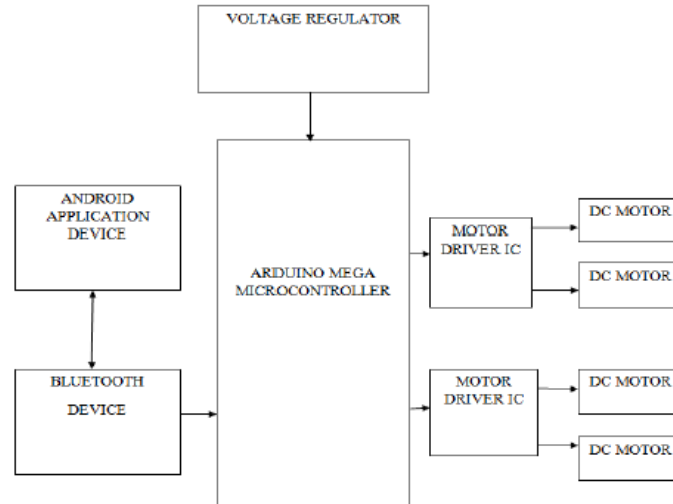 VOLTAGE REGULATOR
ANDROID
APPLICATION
DEVICE
ARDUINO MEGA
MICROCONTROLLER
MOTOR
DRIVER IC
DC MOTOR
DC MOTOR
BLUETOOTH
DEVICE
MOTOR
DRIVER IC
DC MOTOR
DC MOTOR